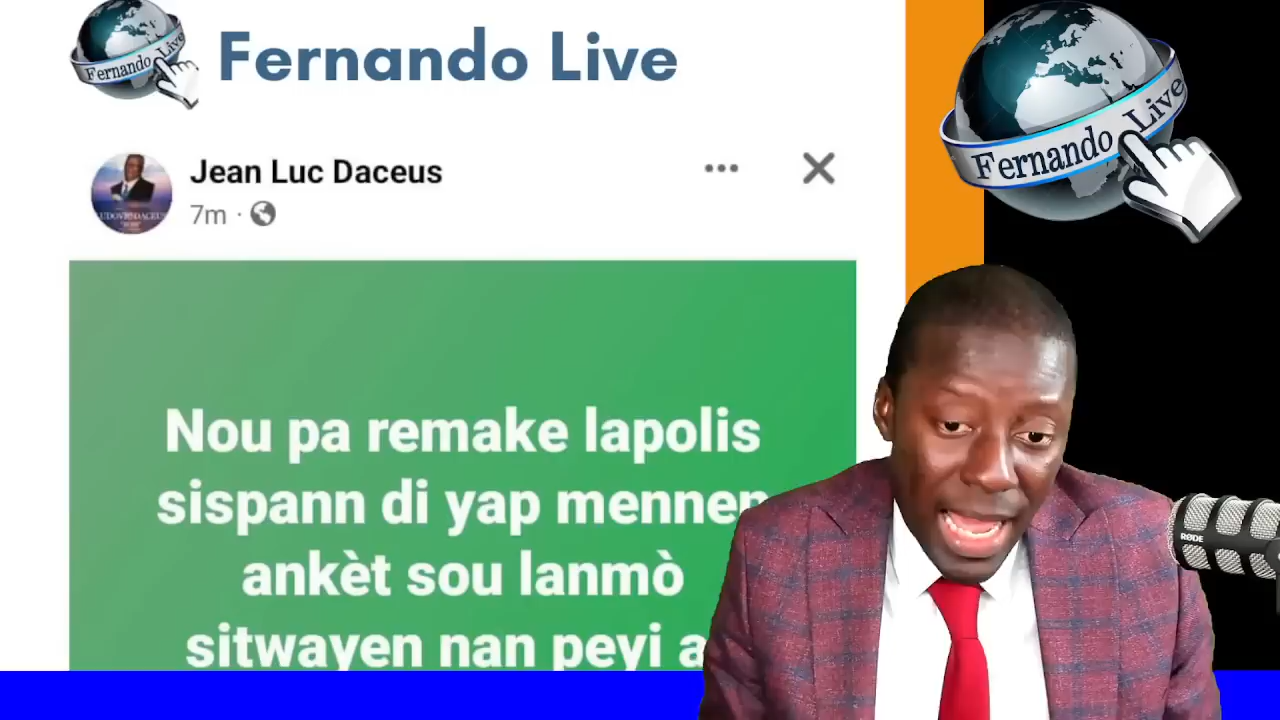 Fernando Live
Fernando Live
Jean Luc Daceus
7m ·
Nou pa remake lapolis
sispann di yap mennen
ankèt sou lanmò
sitwayen nan peyi a
Fernando Live
RØDE